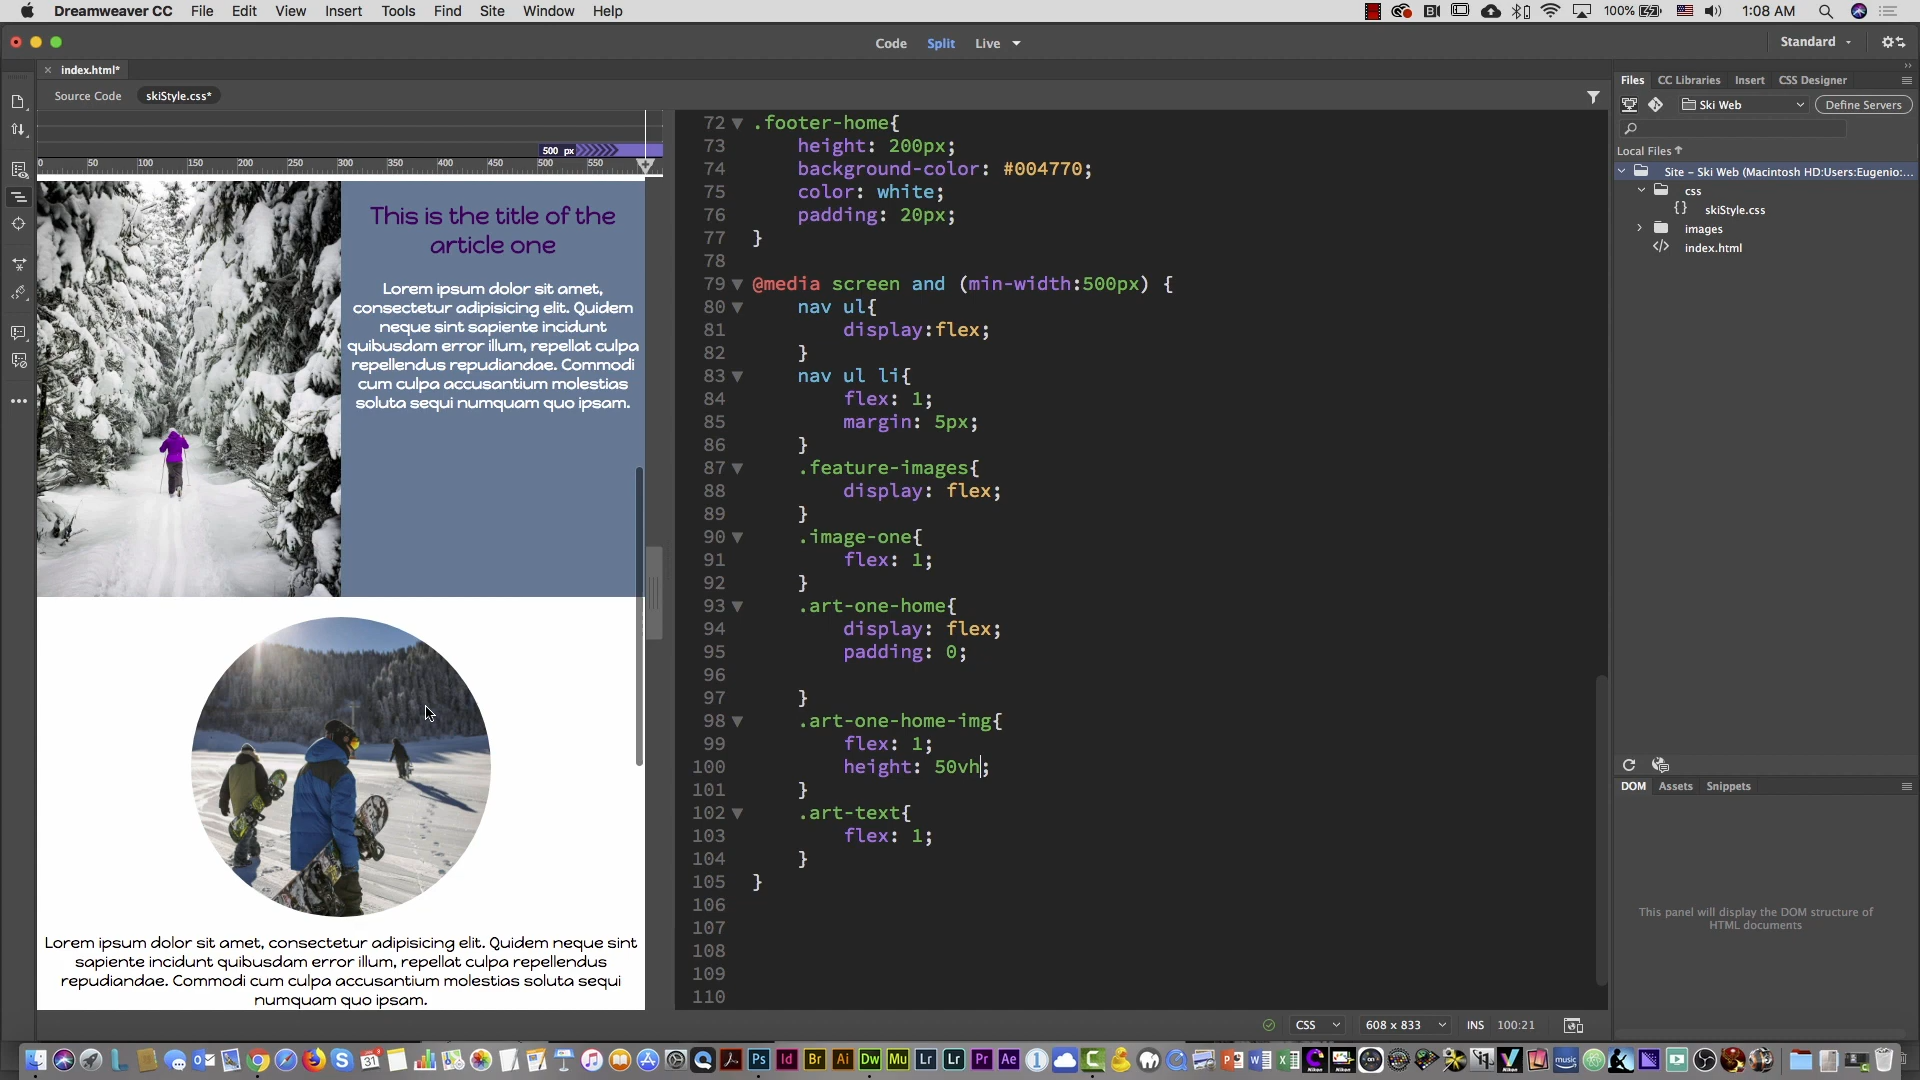 Dreamweaver CC File Edit View Insert Commands Tools Find Site Window Help
100% 1:08 AM
Code Split Live
Standard
index.html*
Source Code skiStyle.css*
Files CC Libraries Insert CSS Designer
Ski Web Define Servers
Local Files
Site – Ski Web (Macintosh HD:Users:Eugenio:...
css
skiStyle.css
images
index.html
500 px
0 50 100 150 200 250 300 350 400 450 500 550
This is the title of the
article one
Lorem ipsum dolor sit amet,
consectetur adipisicing elit. Quidem
neque sint sapiente incidunt
quibusdam error illum, repellat culpa
repellendus repudiandae. Commodi
cum culpa accusantium molestias
soluta sequi numquam quo ipsam.
Lorem ipsum dolor sit amet, consectetur adipisicing elit. Quidem neque sint
sapiente incidunt quibusdam error illum, repellat culpa repellendus
repudiandae. Commodi cum culpa accusantium molestias soluta sequi
numquam quo ipsam.
72 .footer-home{
73 height: 200px;
74 background-color: #004770;
75 color: white;
76 padding: 20px;
77 }
78
79 @media screen and (min-width:500px) {
80 nav ul{
81 display:flex;
82 }
83 nav ul li{
84 flex: 1;
85 margin: 5px;
86 }
87 .feature-images{
88 display: flex;
89 }
90 .image-one{
91 flex: 1;
92 }
93 .art-one-home{
94 display: flex;
95 padding: 0;
96
97 }
98 .art-one-home-img{
99 flex: 1;
100 height: 50vh;
101 }
102 .art-text{
103 flex: 1;
104 }
105 }
106
107
108
109
110
CSS 608 x 833 INS 100:21
DOM Assets Snippets
This panel will display the DOM structure of
HTML documents
Ps Id Br Ai Dw Mu Lr Lr Pr Ae